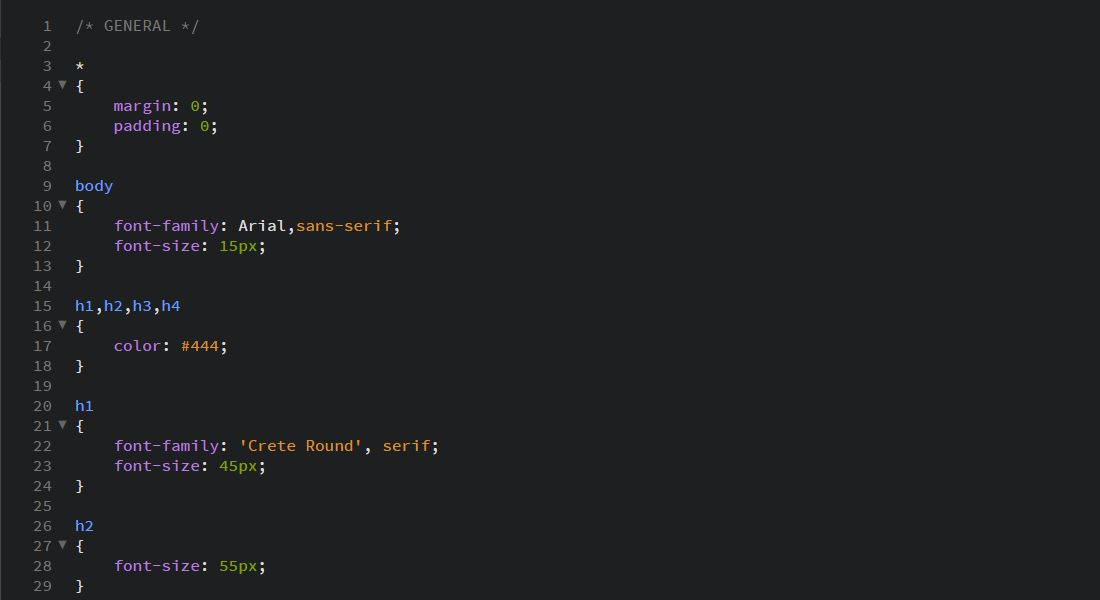 1 /* GENERAL */
2
3 *
4 {
5     margin: 0;
6     padding: 0;
7 }
8
9 body
10 {
11     font-family: Arial,sans-serif;
12     font-size: 15px;
13 }
14
15 h1,h2,h3,h4
16 {
17     color: #444;
18 }
19
20 h1
21 {
22     font-family: 'Crete Round', serif;
23     font-size: 45px;
24 }
25
26 h2
27 {
28     font-size: 55px;
29 }